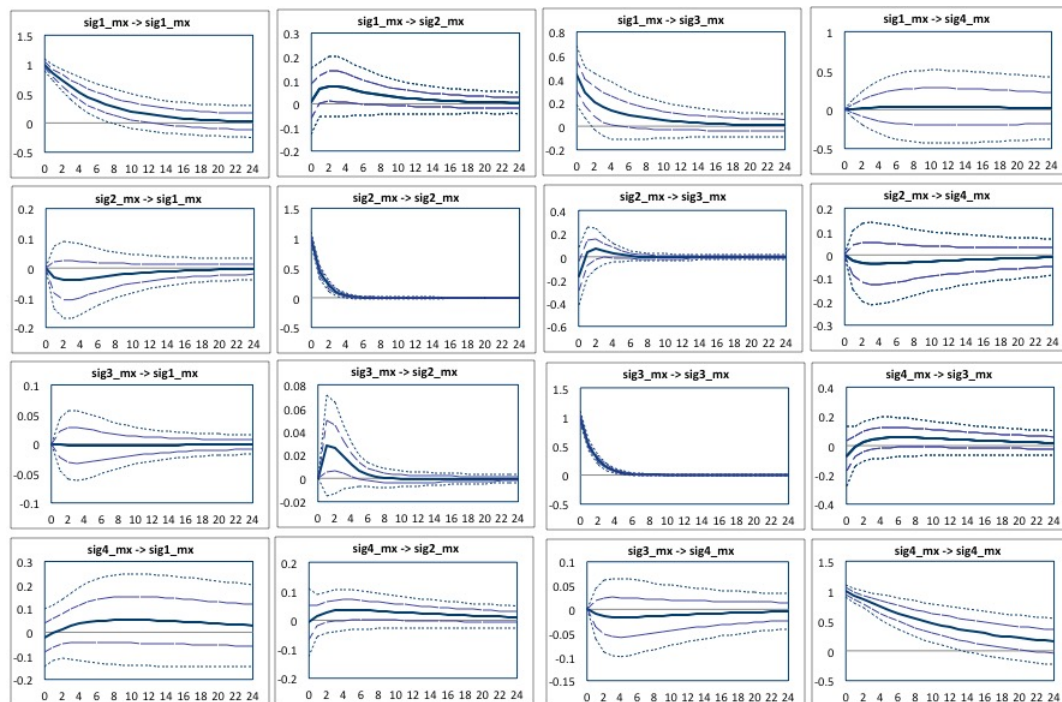 sig1_mx -> sig1_mx
1.5
1
0.5
0
-0.5
0 2 4 6 8 10 12 14 16 18 20 22 24
sig1_mx -> sig2_mx
0.3
0.2
0.1
0
-0.1
-0.2
0 2 4 6 8 10 12 14 16 18 20 22 24
sig1_mx -> sig3_mx
0.8
0.6
0.4
0.2
0
-0.2
0 2 4 6 8 10 12 14 16 18 20 22 24
sig1_mx -> sig4_mx
1
0.5
0
-0.5
0 2 4 6 8 10 12 14 16 18 20 22 24
sig2_mx -> sig1_mx
0.2
0.1
0
-0.1
-0.2
0 2 4 6 8 10 12 14 16 18 20 22 24
sig2_mx -> sig2_mx
1.5
1
0.5
0
-0.5
0 2 4 6 8 10 12 14 16 18 20 22 24
sig2_mx -> sig3_mx
0.4
0.2
0
-0.2
-0.4
-0.6
0 2 4 6 8 10 12 14 16 18 20 22 24
sig2_mx -> sig4_mx
0.2
0.1
0
-0.1
-0.2
-0.3
0 2 4 6 8 10 12 14 16 18 20 22 24
sig3_mx -> sig1_mx
0.1
0.05
0
-0.05
-0.1
0 2 4 6 8 10 12 14 16 18 20 22 24
sig3_mx -> sig2_mx
0.08
0.06
0.04
0.02
0
-0.02
0 2 4 6 8 10 12 14 16 18 20 22 24
sig3_mx -> sig3_mx
1.5
1
0.5
0
-0.5
0 2 4 6 8 10 12 14 16 18 20 22 24
sig4_mx -> sig3_mx
0.4
0.2
0
-0.2
-0.4
0 2 4 6 8 10 12 14 16 18 20 22 24
sig4_mx -> sig1_mx
0.3
0.2
0.1
0
-0.1
-0.2
0 2 4 6 8 10 12 14 16 18 20 22 24
sig4_mx -> sig2_mx
0.2
0.1
0
-0.1
-0.2
0 2 4 6 8 10 12 14 16 18 20 22 24
sig3_mx -> sig4_mx
0.1
0.05
0
-0.05
-0.1
-0.15
0 2 4 6 8 10 12 14 16 18 20 22 24
sig4_mx -> sig4_mx
1.5
1
0.5
0
-0.5
0 2 4 6 8 10 12 14 16 18 20 22 24